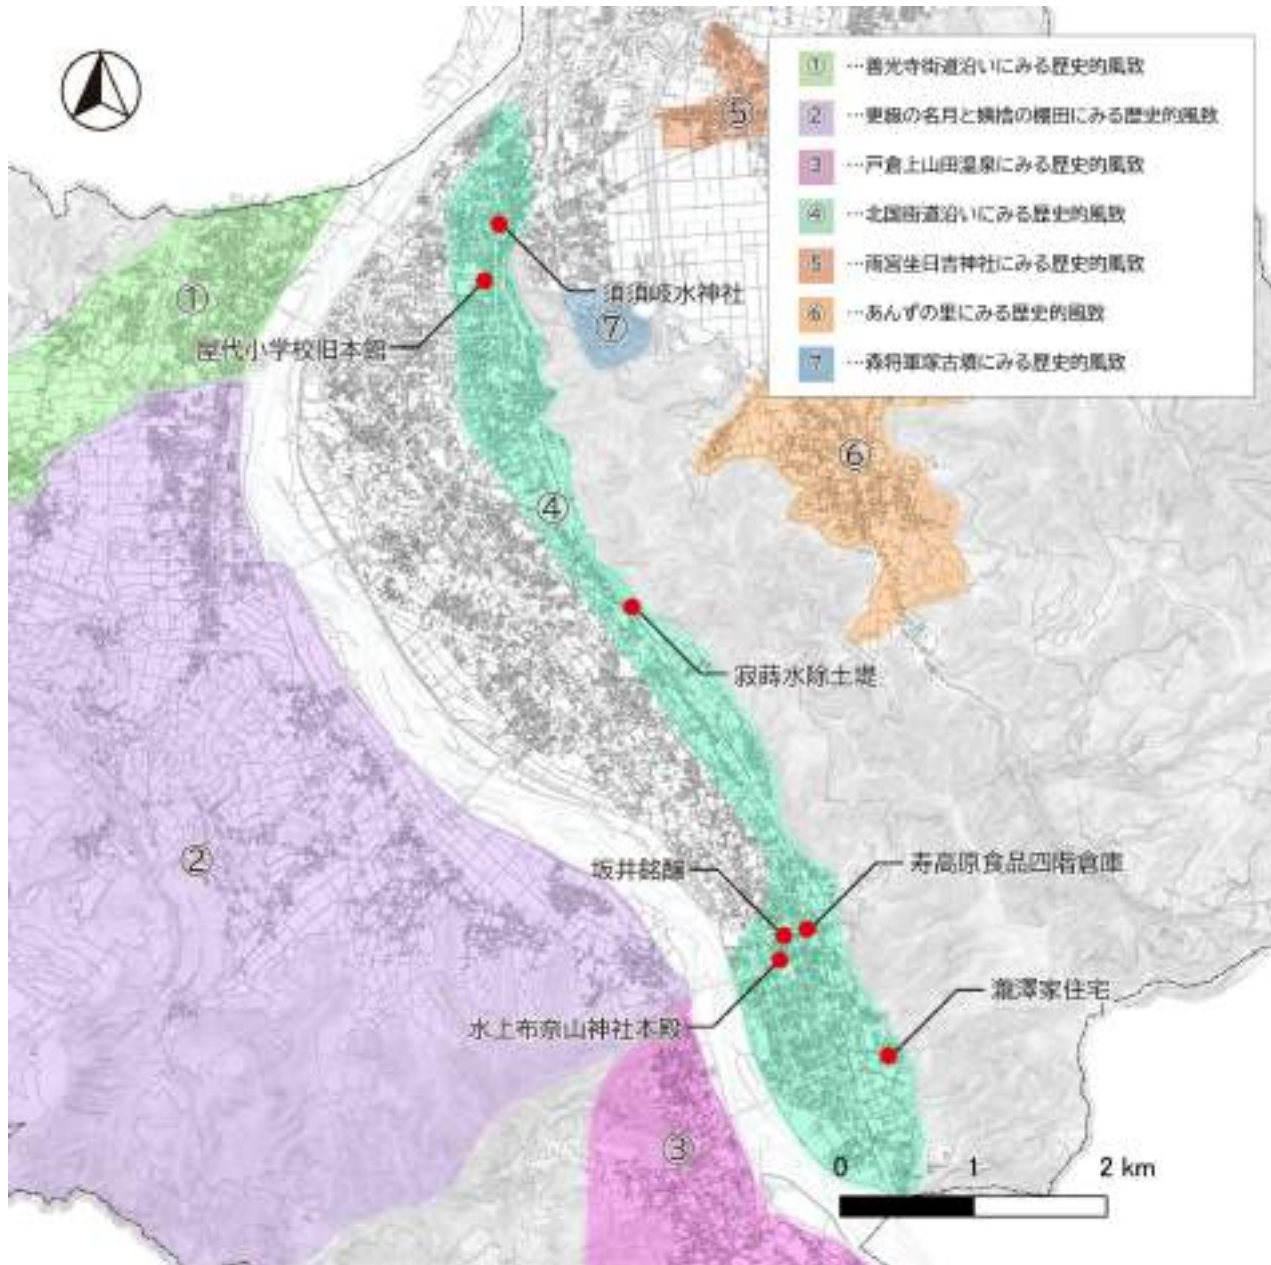 ① …善光寺街道沿いにみる歴史的風致
② …更級の名月と姨捨の棚田にみる歴史的風致
③ …戸倉上山田温泉にみる歴史的風致
④ …北国街道沿いにみる歴史的風致
⑤ …雨宮坐日吉神社にみる歴史的風致
⑥ …あんずの里にみる歴史的風致
⑦ …森将軍塚古墳にみる歴史的風致
⑤
須須岐水神社
①
⑦
屋代小学校旧本館
⑥
④
寂蒔水除土堤
②
坂井銘醸
寿高原食品四階倉庫
瀧澤家住宅
水上布奈山神社本殿
③
0 1 2 km